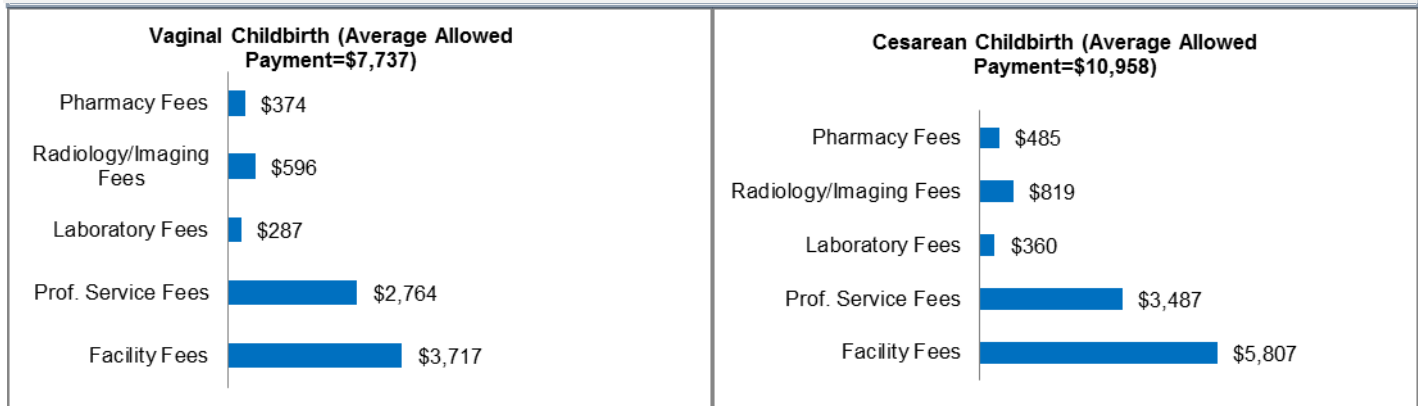 Vaginal Childbirth (Average Allowed
Payment=$7,737)
Pharmacy Fees $374
Radiology/Imaging
Fees $596
Laboratory Fees $287
Prof. Service Fees $2,764
Facility Fees $3,717
Cesarean Childbirth (Average Allowed
Payment=$10,958)
Pharmacy Fees $485
Radiology/Imaging Fees $819
Laboratory Fees $360
Prof. Service Fees $3,487
Facility Fees $5,807